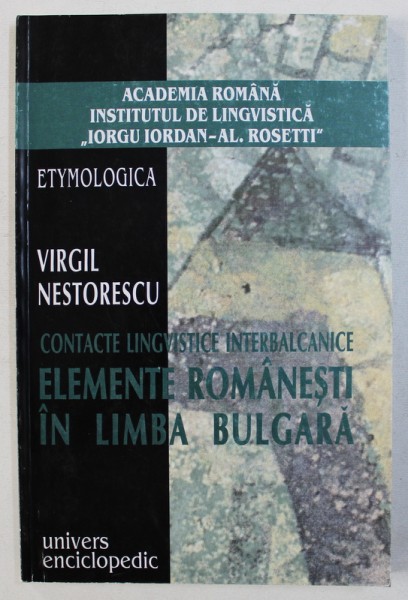 ACADEMIA ROMÂNĂ
INSTITUTUL DE LINGVISTICĂ
„IORGU IORDAN–AL. ROSETTI“
ETYMOLOGICA
VIRGIL
NESTORESCU
CONTACTE LINGVISTICE INTERBALCANICE
ELEMENTE ROMÂNEȘTI
ÎN LIMBA BULGARĂ
univers
enciclopedic